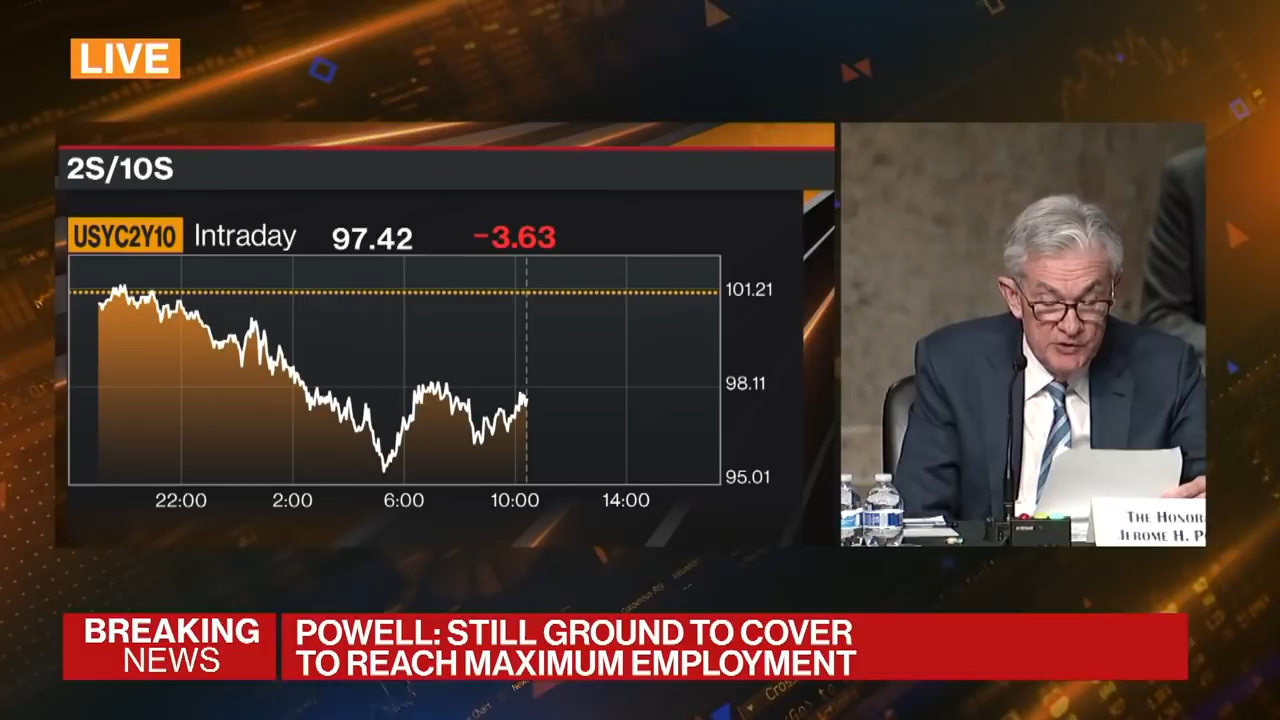 LIVE
2S/10S
USYC2Y10 Intraday 97.42 -3.63
101.21
98.11
95.01
22:00 2:00 6:00 10:00 14:00
THE HONOR
JEROME H. P
BREAKING
NEWS
POWELL: STILL GROUND TO COVER
TO REACH MAXIMUM EMPLOYMENT